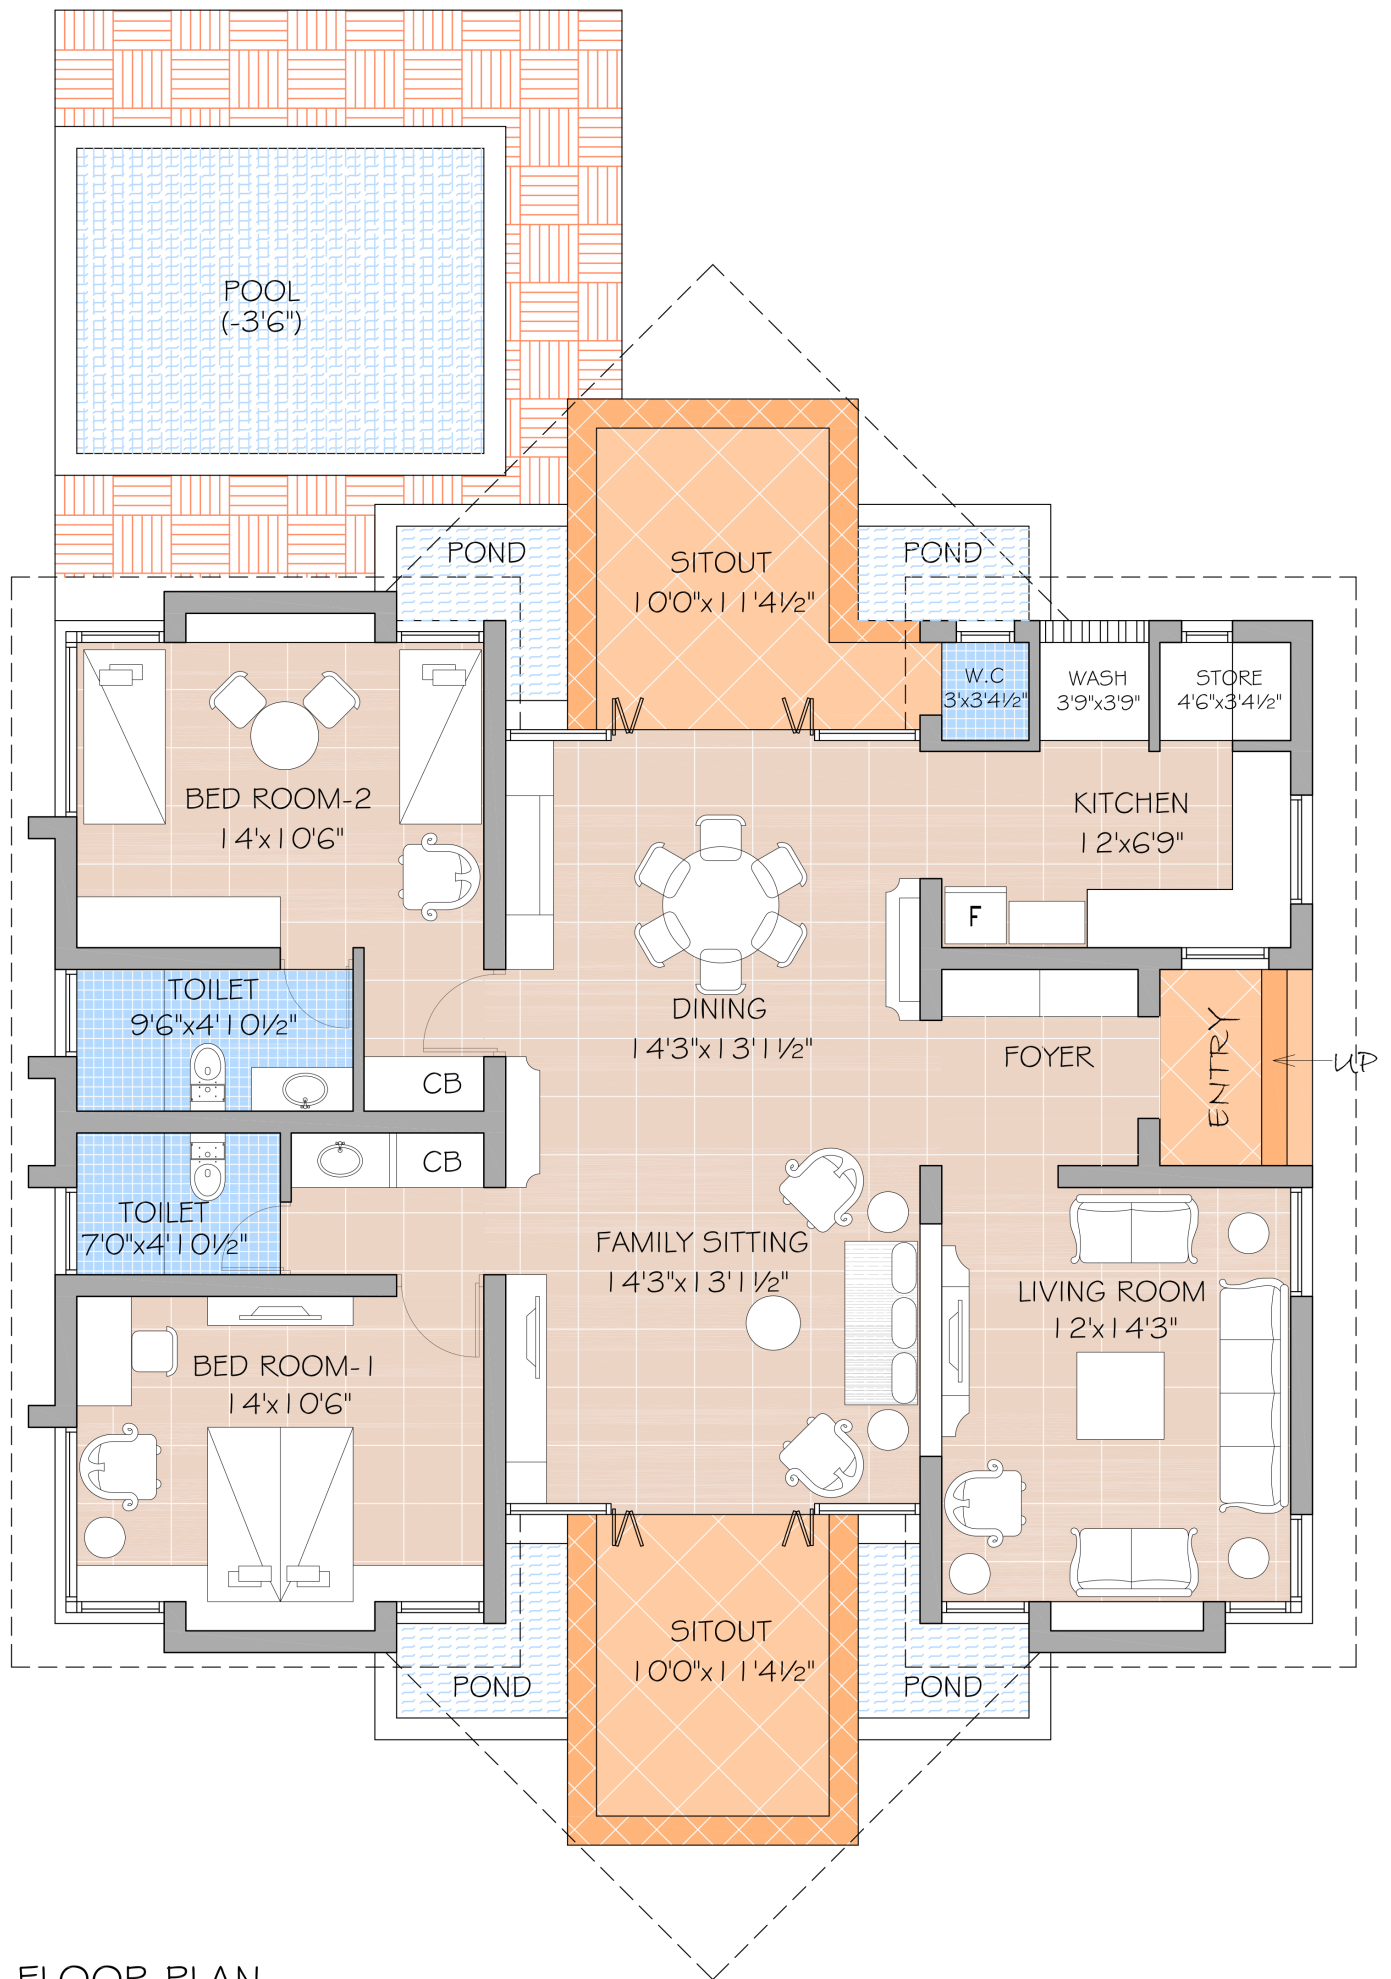 POOL
(-3'6")
POND
SITOUT
10'0"x11'4½"
POND
W.C
3'x3'4½"
WASH
3'9"x3'9"
STORE
4'6"x3'4½"
BED ROOM-2
14'x10'6"
KITCHEN
12'x6'9"
F
TOILET
9'6"x4'10½"
DINING
14'3"x13'1½"
FOYER
ENTRY
UP
CB
CB
TOILET
7'0"x4'10½"
FAMILY SITTING
14'3"x13'1½"
LIVING ROOM
12'x14'3"
BED ROOM-1
14'x10'6"
SITOUT
10'0"x11'4½"
POND
POND
FLOOR PLAN